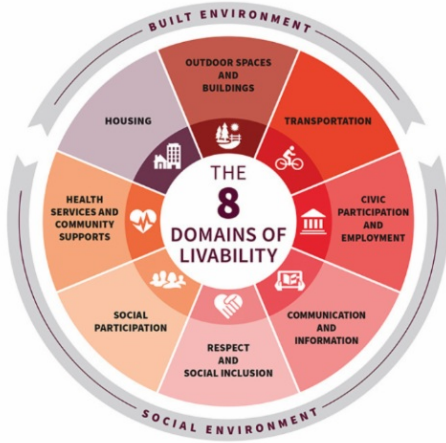 BUILT ENVIRONMENT
OUTDOOR SPACES
AND
BUILDINGS
TRANSPORTATION
CIVIC
PARTICIPATION
AND
EMPLOYMENT
COMMUNICATION
AND
INFORMATION
RESPECT
AND
SOCIAL INCLUSION
SOCIAL
PARTICIPATION
HEALTH
SERVICES AND
COMMUNITY
SUPPORTS
HOUSING
THE
8
DOMAINS OF
LIVABILITY
SOCIAL ENVIRONMENT